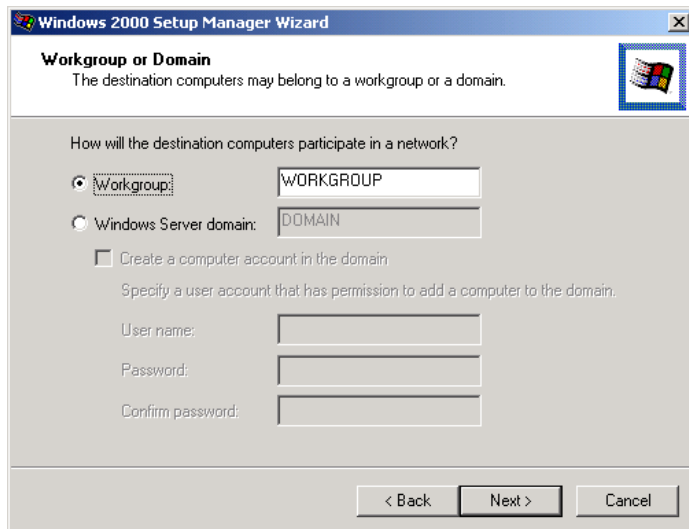 Windows 2000 Setup Manager Wizard
Workgroup or Domain
The destination computers may belong to a workgroup or a domain.
How will the destination computers participate in a network?
Workgroup: WORKGROUP
Windows Server domain: DOMAIN
Create a computer account in the domain
Specify a user account that has permission to add a computer to the domain.
User name:
Password:
Confirm password:
< Back Next > Cancel